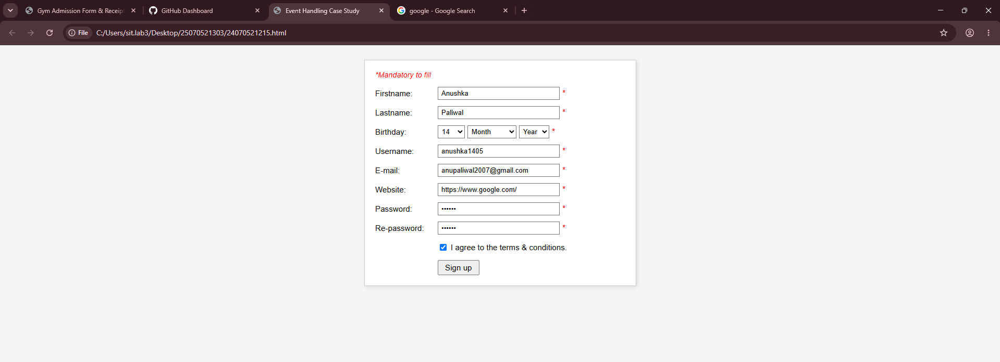 Gym Admission Form & Receipt
GitHub Dashboard
Event Handling Case Study
google - Google Search
File
C:/Users/sit.lab3/Desktop/25070521303/24070521215.html
*Mandatory to fill
Firstname: Anushka *
Lastname: Paliwal *
Birthday: 14 Month Year *
Username: anushka1405 *
E-mail: anupaliwal2007@gmail.com *
Website: https://www.google.com/ *
Password: •••••• *
Re-password: •••••• *
I agree to the terms & conditions.
Sign up